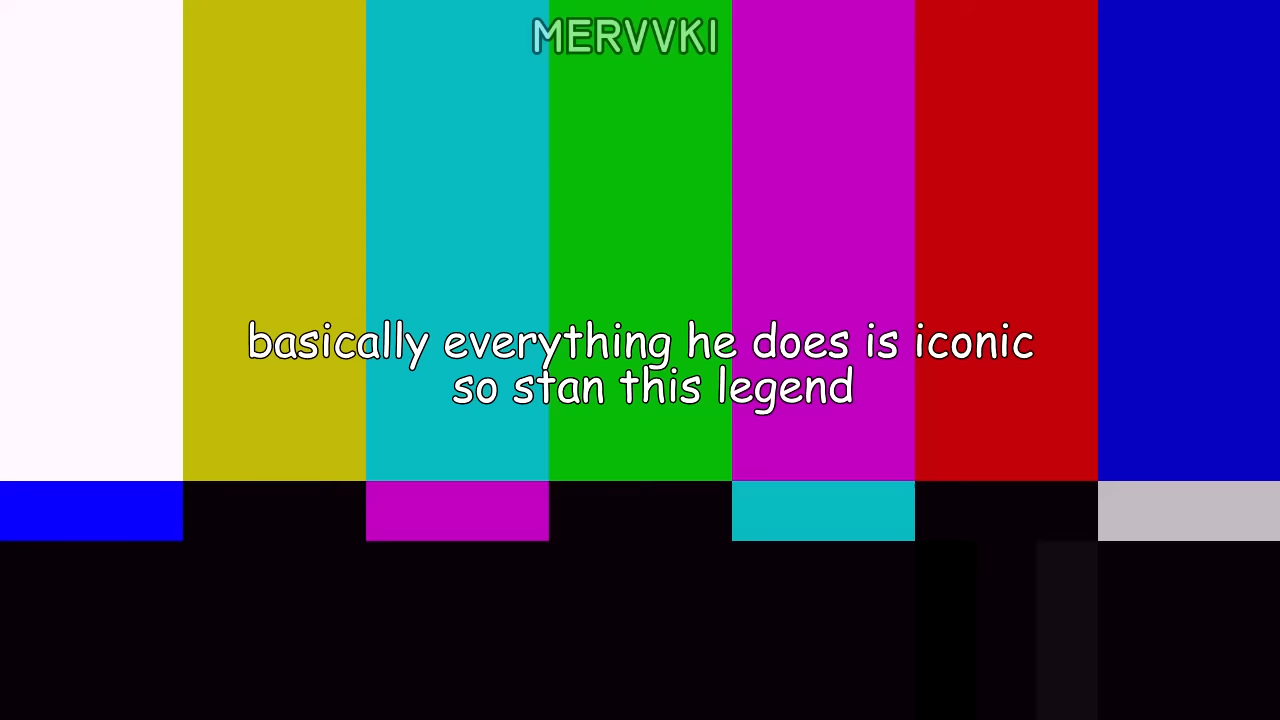 MERVVKI
basically everything he does is iconic
so stan this legend